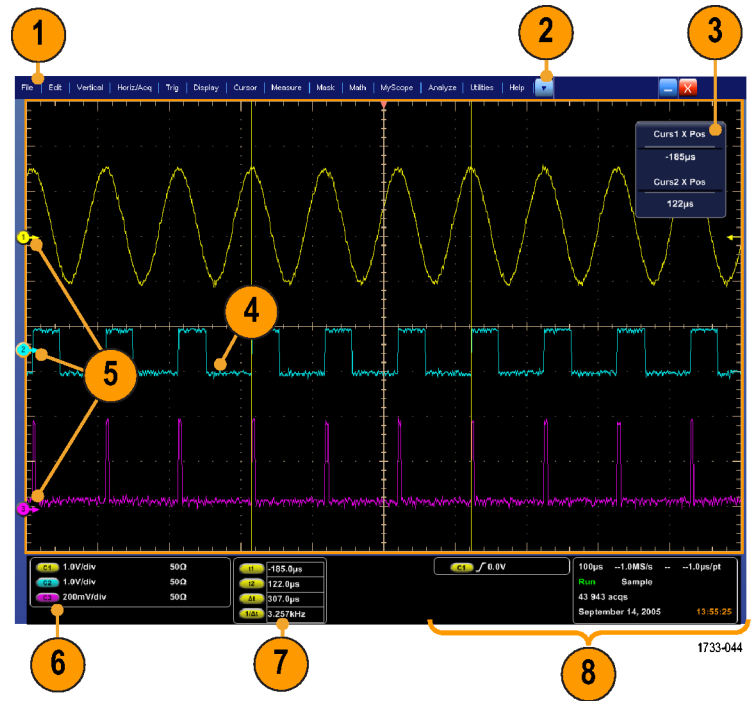 1
2
3
File Edit Vertical Horiz/Acq Trig Display Cursor Measure Mask Math MyScope Analyze Utilities Help
X
Curs1 X Pos
-185µs
Curs2 X Pos
122µs
1
4
2
5
3
C1 1.0V/div 50Ω
C2 1.0V/div 50Ω
C3 200mV/div 50Ω
t1 -185.0µs
t2 122.0µs
Δt 307.0µs
1/Δt 3.257kHz
C1 0.0V
100µs --1.0MS/s -- --1.0µs/pt
Run Sample
43 943 acqs
September 14, 2005 13:55:25
1733-044
6
7
8